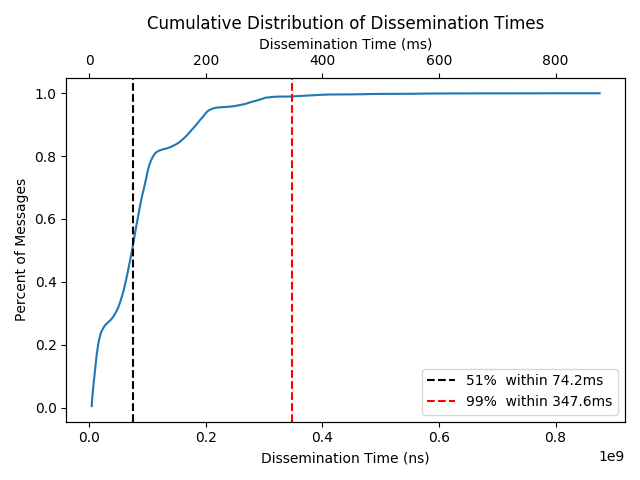 Cumulative Distribution of Dissemination Times
Dissemination Time (ms)
0 200 400 600 800
1.0
0.8
0.6
0.4
0.2
0.0
Percent of Messages
51%  within 74.2ms
99%  within 347.6ms
0.0 0.2 0.4 0.6 0.8
1e9
Dissemination Time (ns)